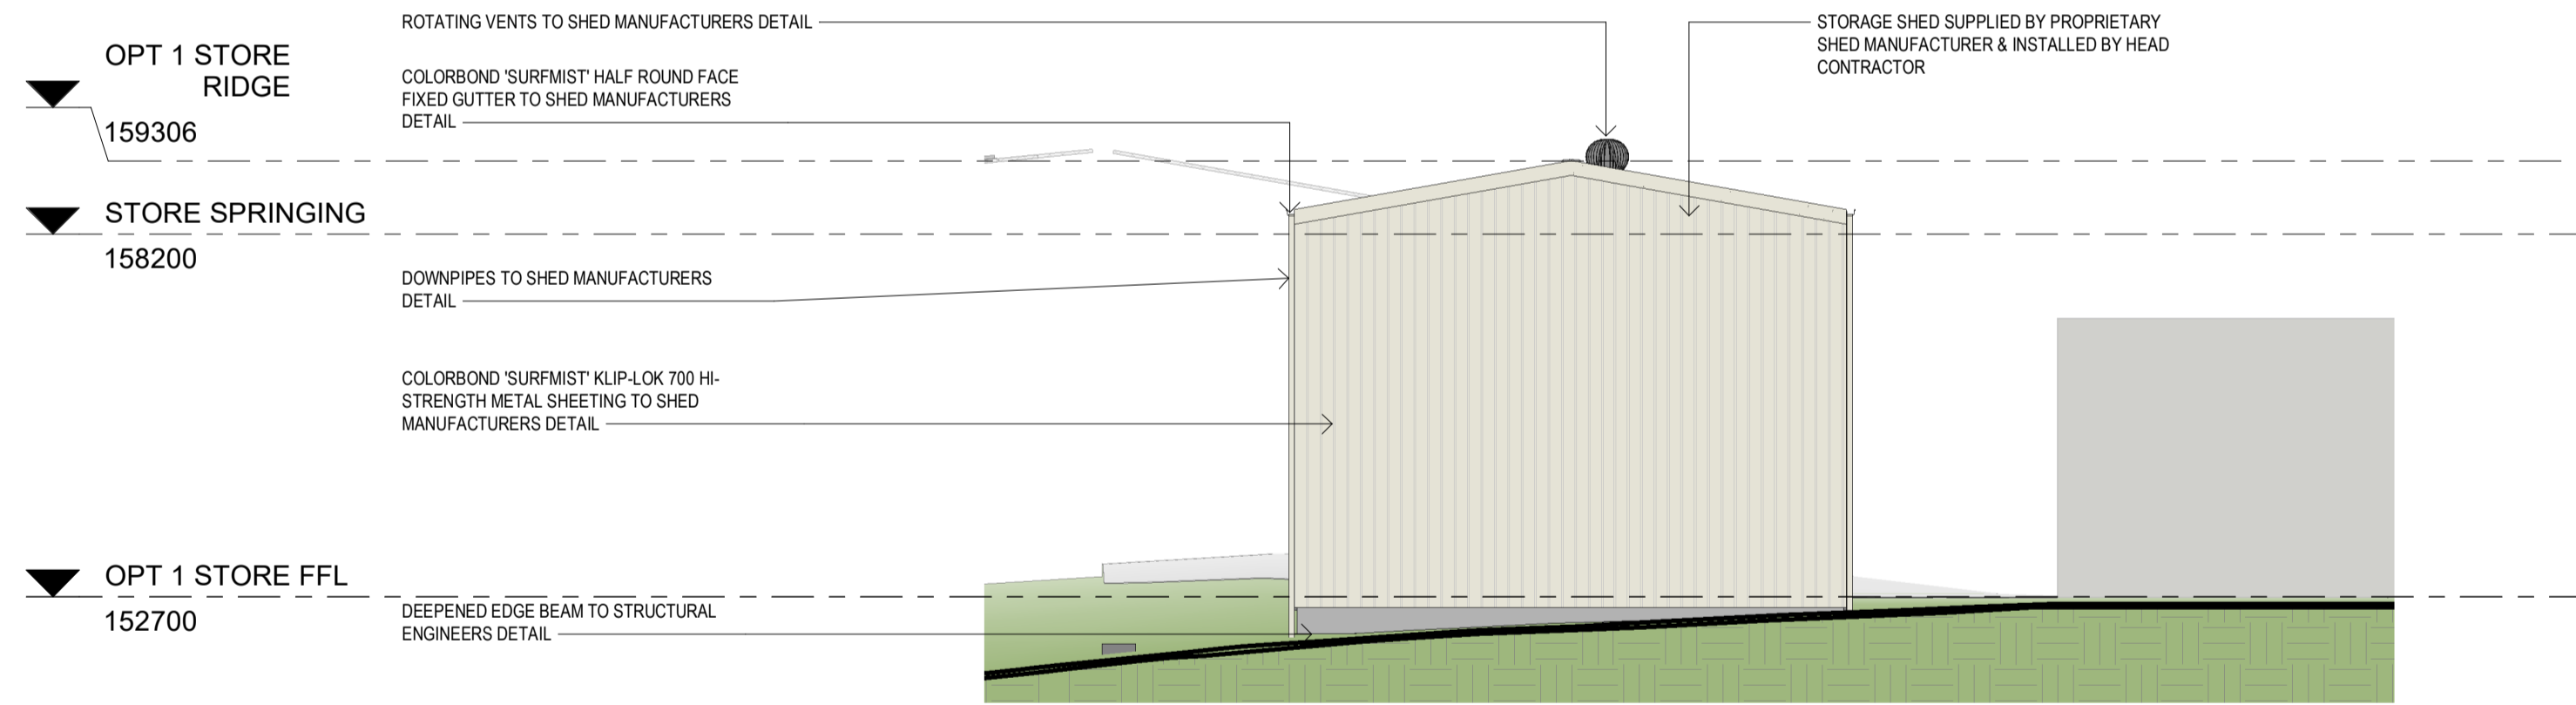 OPT 1 STORE
RIDGE
159306
STORE SPRINGING
158200
OPT 1 STORE FFL
152700
ROTATING VENTS TO SHED MANUFACTURERS DETAIL
COLORBOND 'SURFMIST' HALF ROUND FACE
FIXED GUTTER TO SHED MANUFACTURERS
DETAIL
DOWNPIPES TO SHED MANUFACTURERS
DETAIL
COLORBOND 'SURFMIST' KLIP-LOK 700 HI-
STRENGTH METAL SHEETING TO SHED
MANUFACTURERS DETAIL
DEEPENED EDGE BEAM TO STRUCTURAL
ENGINEERS DETAIL
STORAGE SHED SUPPLIED BY PROPRIETARY
SHED MANUFACTURER & INSTALLED BY HEAD
CONTRACTOR